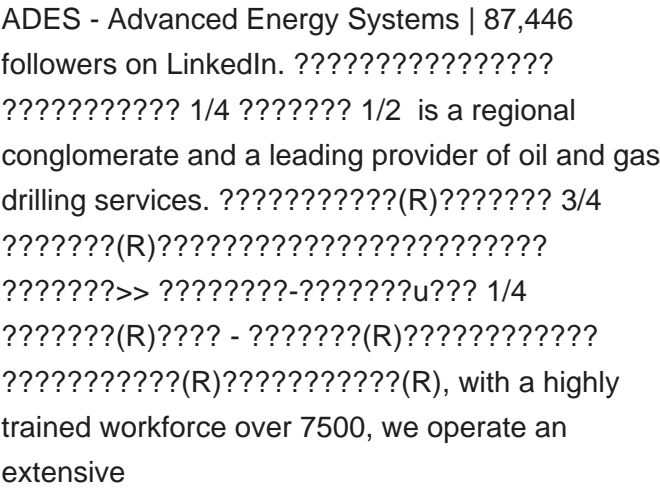 ADES - Advanced Energy Systems | 87,446
followers on LinkedIn. ????????????????
??????????? 1/4 ??????? 1/2  is a regional
conglomerate and a leading provider of oil and gas
drilling services. ???????????(R)??????? 3/4
???????(R)????????????????????????
???????>> ????????-???????u??? 1/4
???????(R)???? - ???????(R)????????????
???????????(R)???????????(R), with a highly
trained workforce over 7500, we operate an
extensive